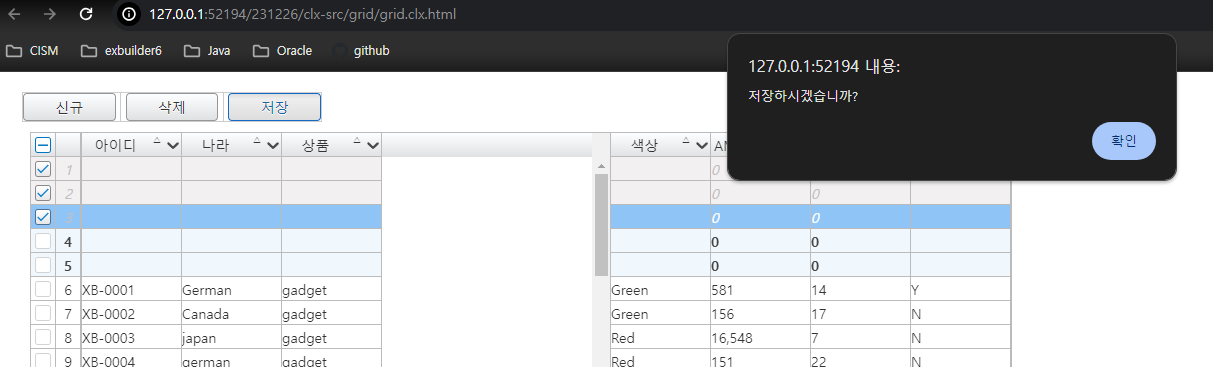 127.0.0.1:52194/231226/clx-src/grid/grid.clx.html
CISM exbuilder6 Java Oracle github
127.0.0.1:52194 내용:
저장하시겠습니까?
확인
신규 삭제 저장
아이디 나라 상품 색상
1 0
2 0 0
3 0 0
4 0 0
5 0 0
6 XB-0001 German gadget Green 581 14 Y
7 XB-0002 Canada gadget Green 156 17 N
8 XB-0003 japan gadget Red 16,548 7 N
9 XB-0004 german gadget Red 151 22 N